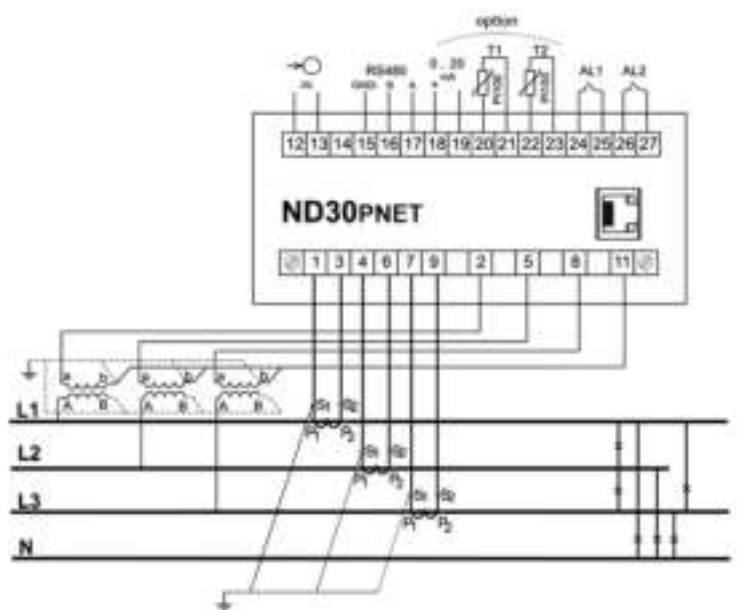 option
T1 T2
0 .. 20
mA
RS485
GND B A +
Pt100 Pt100
AL1 AL2
12 13 14 15 16 17 18 19 20 21 22 23 24 25 26 27
ND30PNET
1 3 4 6 7 9 2 5 8 11
a b a b a b
A B A B A B
L1
S1 S2
P1 P2
L2
S1 S2
P1 P2
L3
S1 S2
P1 P2
N